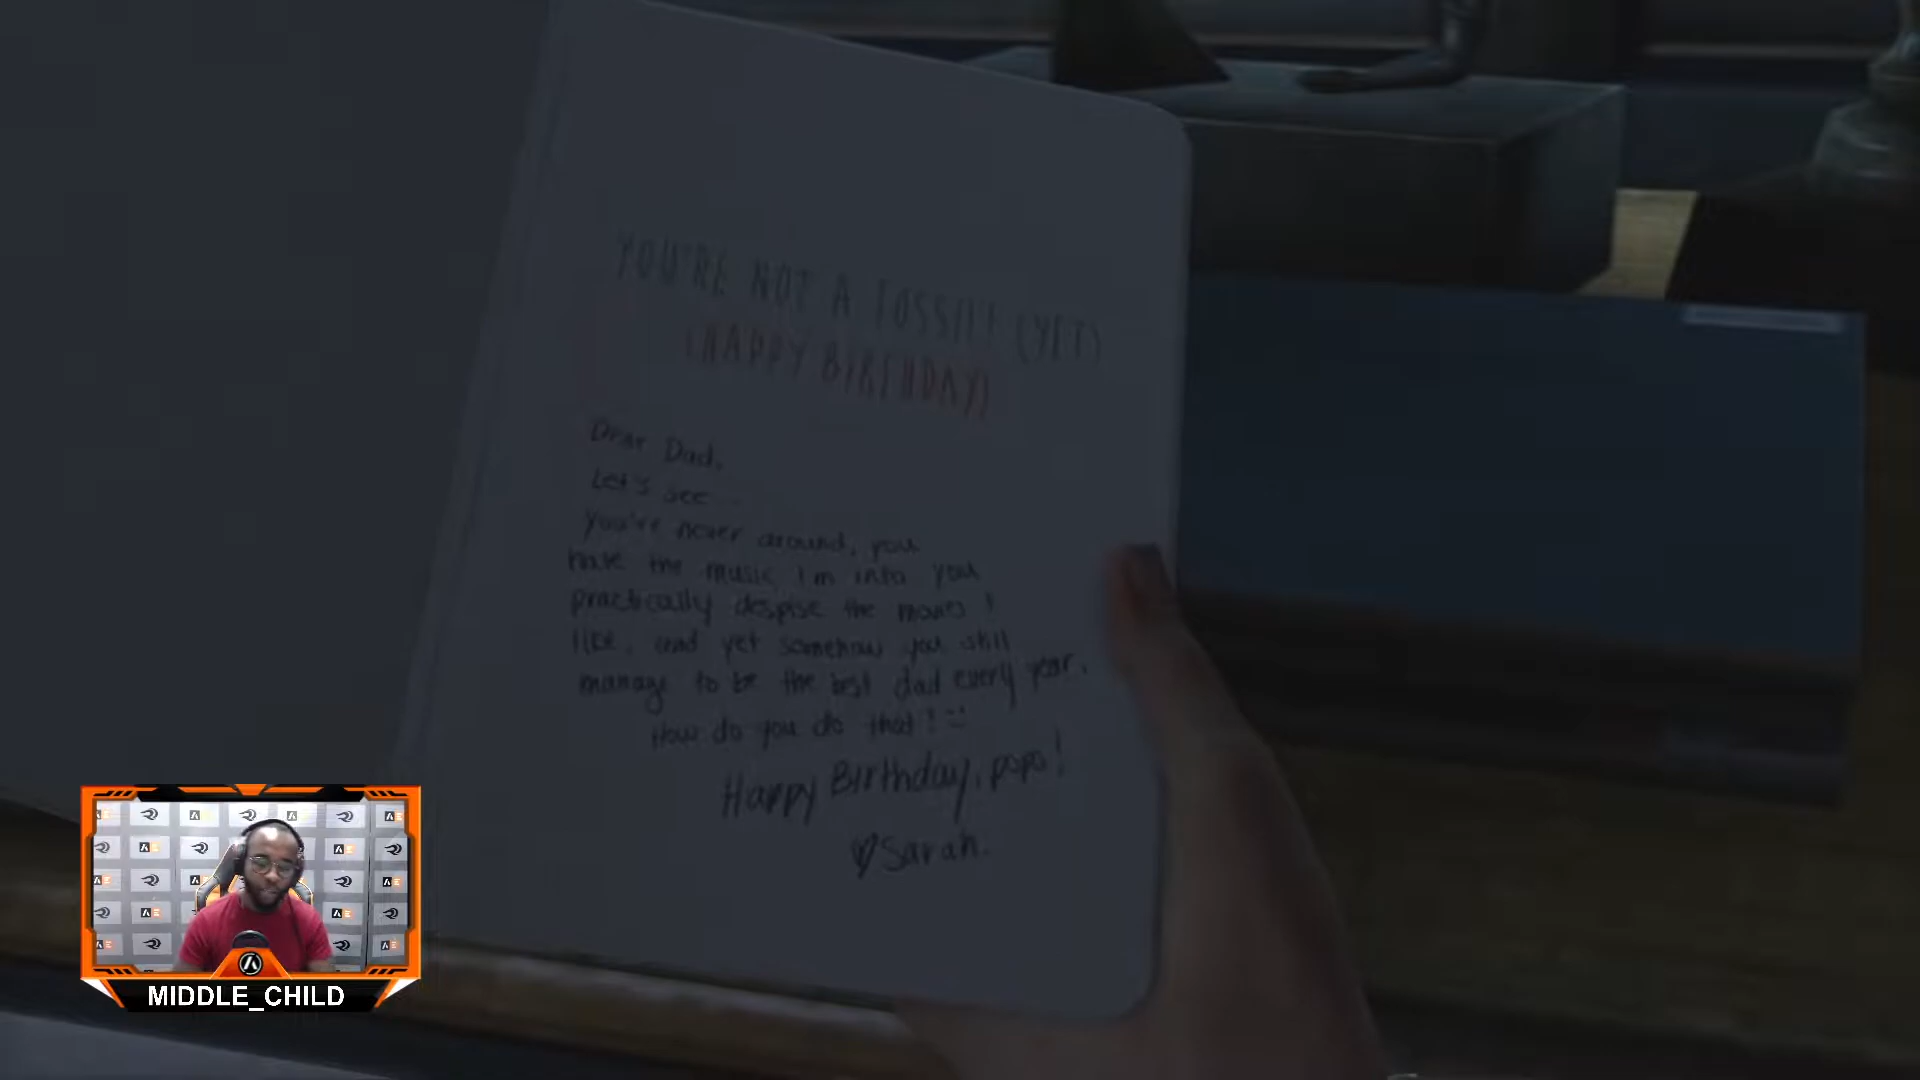 YOU'RE NOT A FOSSIL! (YET)
(HAPPY BIRTHDAY)
Dear Dad,
Let's see...
You're never around, you
hate the music I'm into, you
practically despise the movies I
like, and yet somehow you still
manage to be the best dad every year.
How do you do that? :)
Happy Birthday, papa!
♡Sarah.
MIDDLE_CHILD